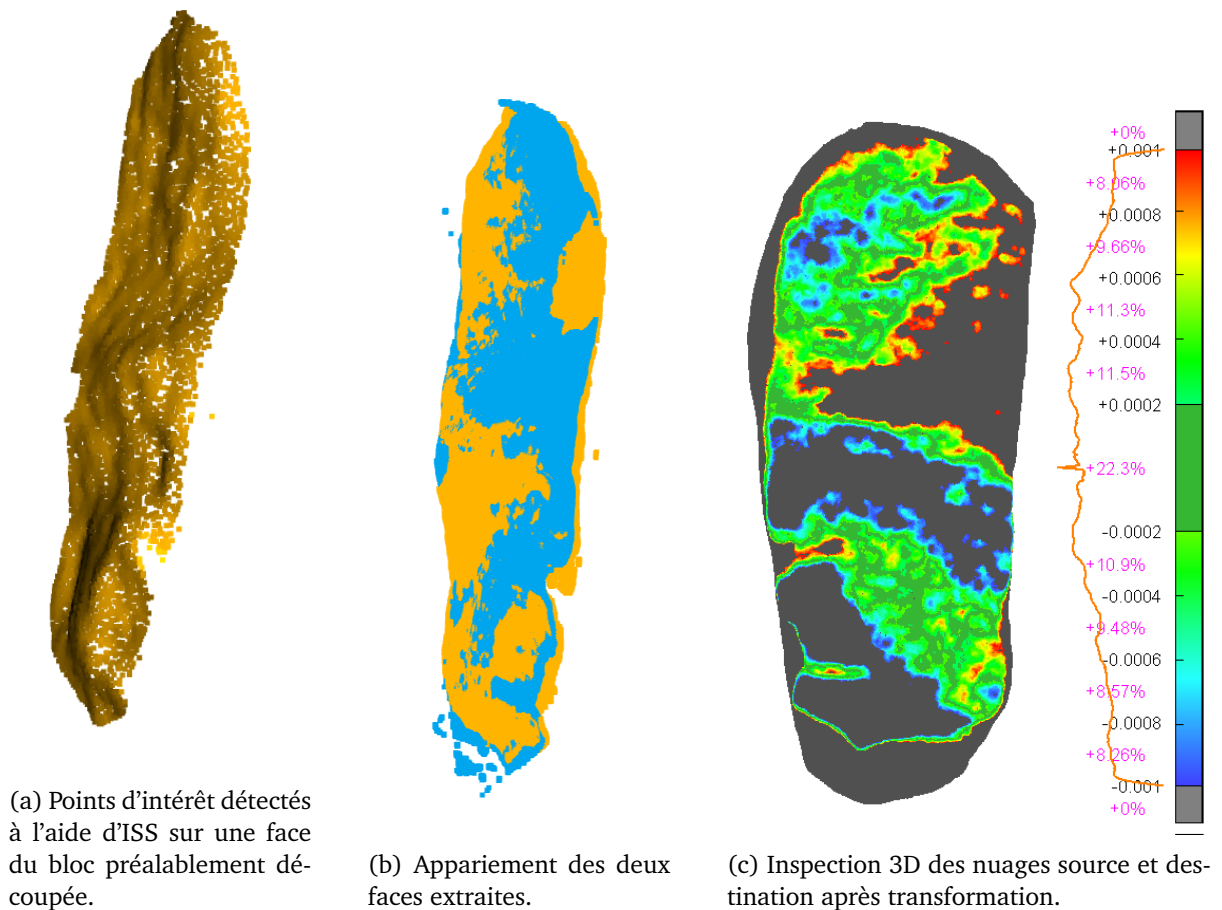 +0%
+0.001
+8.06%
+0.0008
+9.66%
+0.0006
+11.3%
+0.0004
+11.5%
+0.0002
+22.3%
-0.0002
+10.9%
-0.0004
+9.48%
-0.0006
+8.57%
-0.0008
+8.26%
-0.001
+0%
(a) Points d'intérêt détectés
à l'aide d'ISS sur une face
du bloc préalablement dé-
coupée.
(b) Appariement des deux
faces extraites.
(c) Inspection 3D des nuages source et des-
tination après transformation.